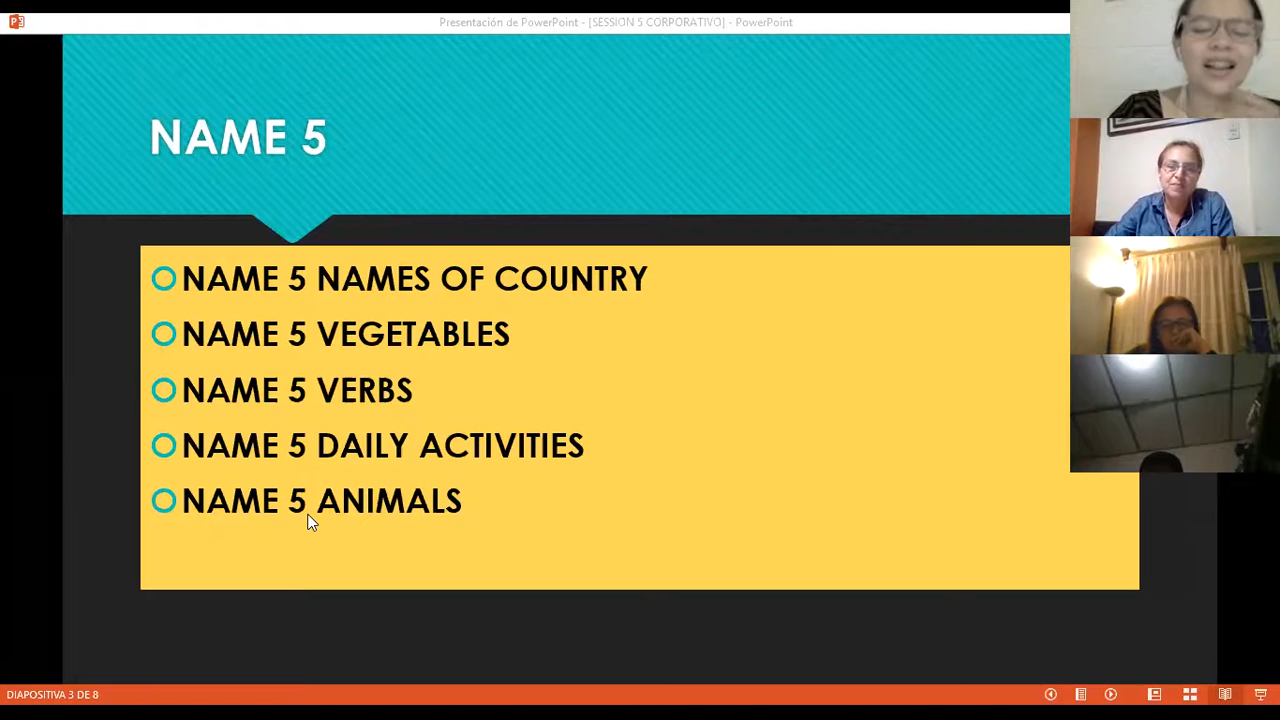 Presentación de PowerPoint - [SESSION 5 CORPORATIVO] - PowerPoint
NAME 5
NAME 5 NAMES OF COUNTRY
NAME 5 VEGETABLES
NAME 5 VERBS
NAME 5 DAILY ACTIVITIES
NAME 5 ANIMALS
DIAPOSITIVA 3 DE 8